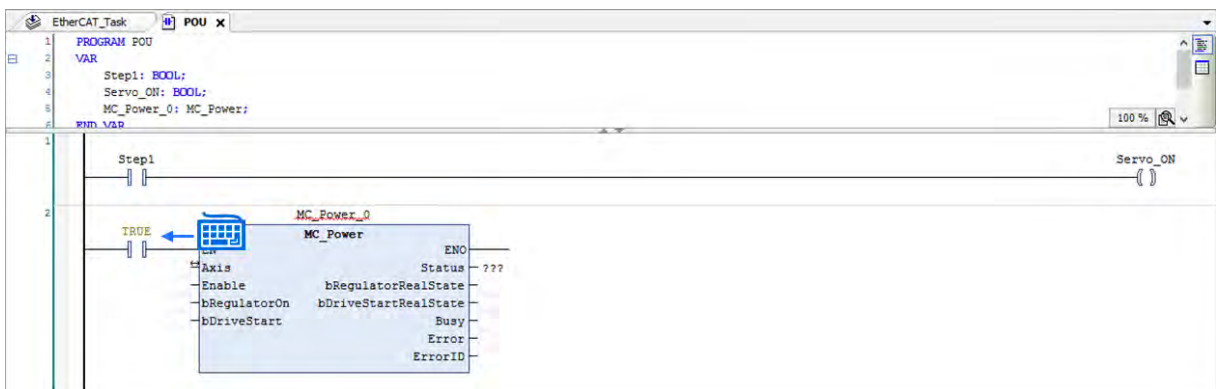 EtherCAT_Task POU x
1 PROGRAM POU
2 VAR
3 Step1: BOOL;
4 Servo_ON: BOOL;
5 MC_Power_0: MC_Power;
6 END_VAR
100 %
1
Step1 Servo_ON
2
MC_Power_0
TRUE MC_Power
EN ENO
Axis Status ???
Enable bRegulatorRealState
bRegulatorOn bDriveStartRealState
bDriveStart Busy
Error
ErrorID